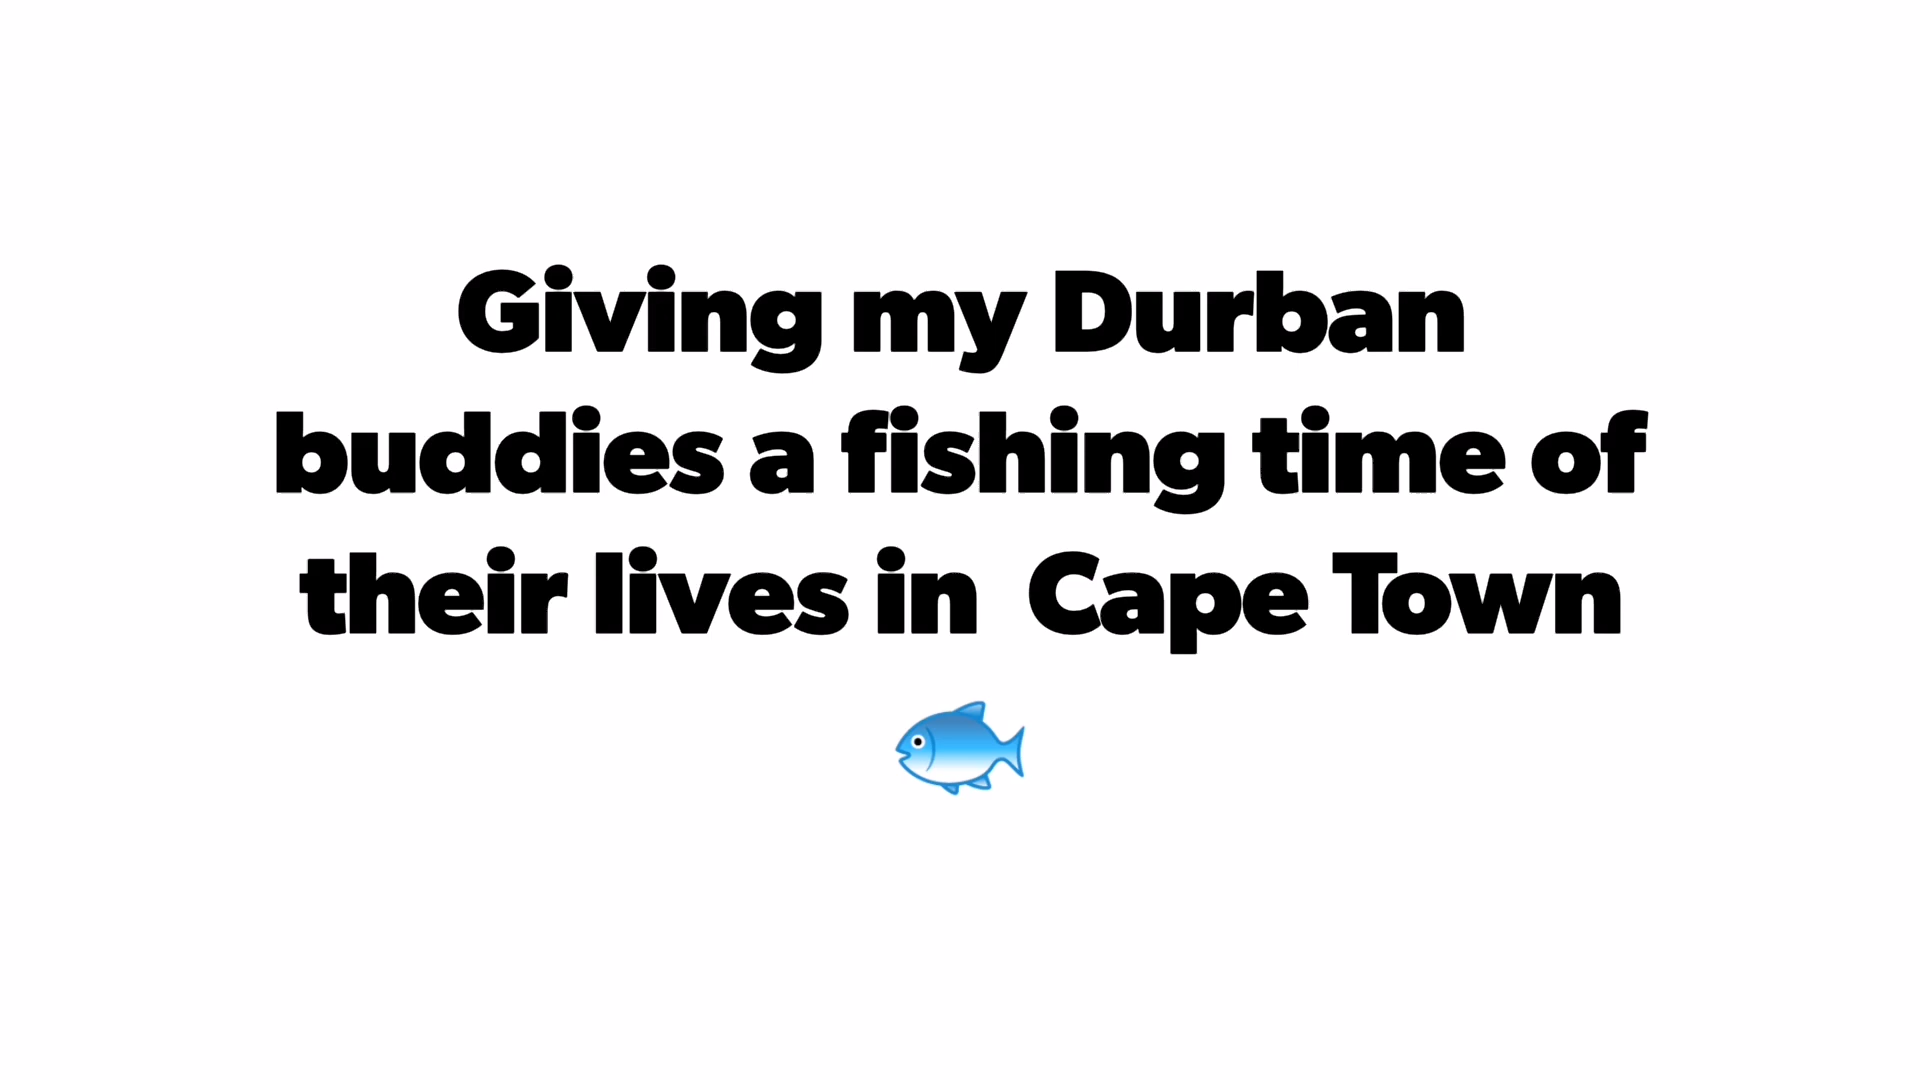 Giving my Durban
buddies a fishing time of
their lives in  Cape Town
🐟